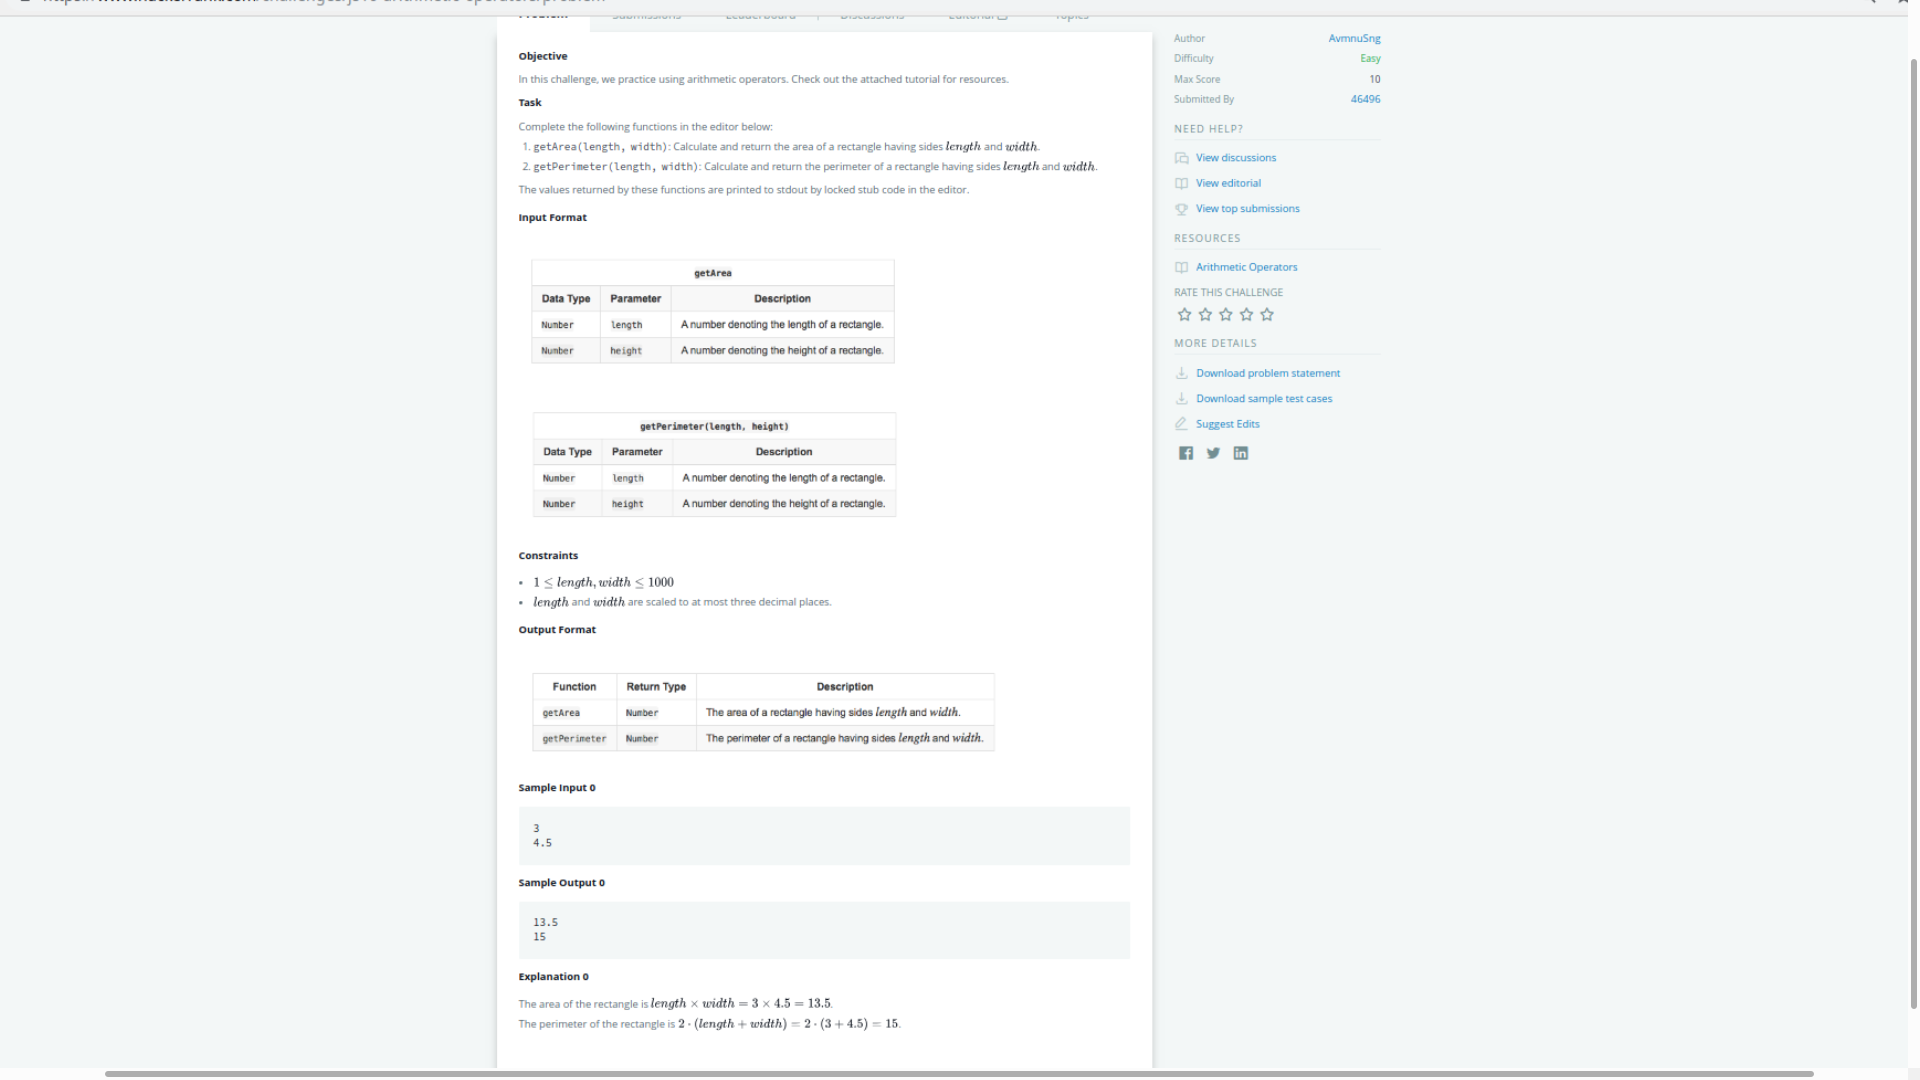 Objective
In this challenge, we practice using arithmetic operators. Check out the attached tutorial for resources.
Task
Complete the following functions in the editor below:
1. getArea(length, width): Calculate and return the area of a rectangle having sides length and width.
2. getPerimeter(length, width): Calculate and return the perimeter of a rectangle having sides length and width.
The values returned by these functions are printed to stdout by locked stub code in the editor.
Input Format
getArea
Data Type Parameter Description
Number length A number denoting the length of a rectangle.
Number height A number denoting the height of a rectangle.
getPerimeter(length, height)
Data Type Parameter Description
Number length A number denoting the length of a rectangle.
Number height A number denoting the height of a rectangle.
Constraints
• 1 ≤ length, width ≤ 1000
• length and width are scaled to at most three decimal places.
Output Format
Function Return Type Description
getArea Number The area of a rectangle having sides length and width.
getPerimeter Number The perimeter of a rectangle having sides length and width.
Sample Input 0
3
4.5
Sample Output 0
13.5
15
Explanation 0
The area of the rectangle is length × width = 3 × 4.5 = 13.5.
The perimeter of the rectangle is 2 · (length + width) = 2 · (3 + 4.5) = 15.
Author AvmnuSng
Difficulty Easy
Max Score 10
Submitted By 46496
NEED HELP?
View discussions
View editorial
View top submissions
RESOURCES
Arithmetic Operators
RATE THIS CHALLENGE
MORE DETAILS
Download problem statement
Download sample test cases
Suggest Edits